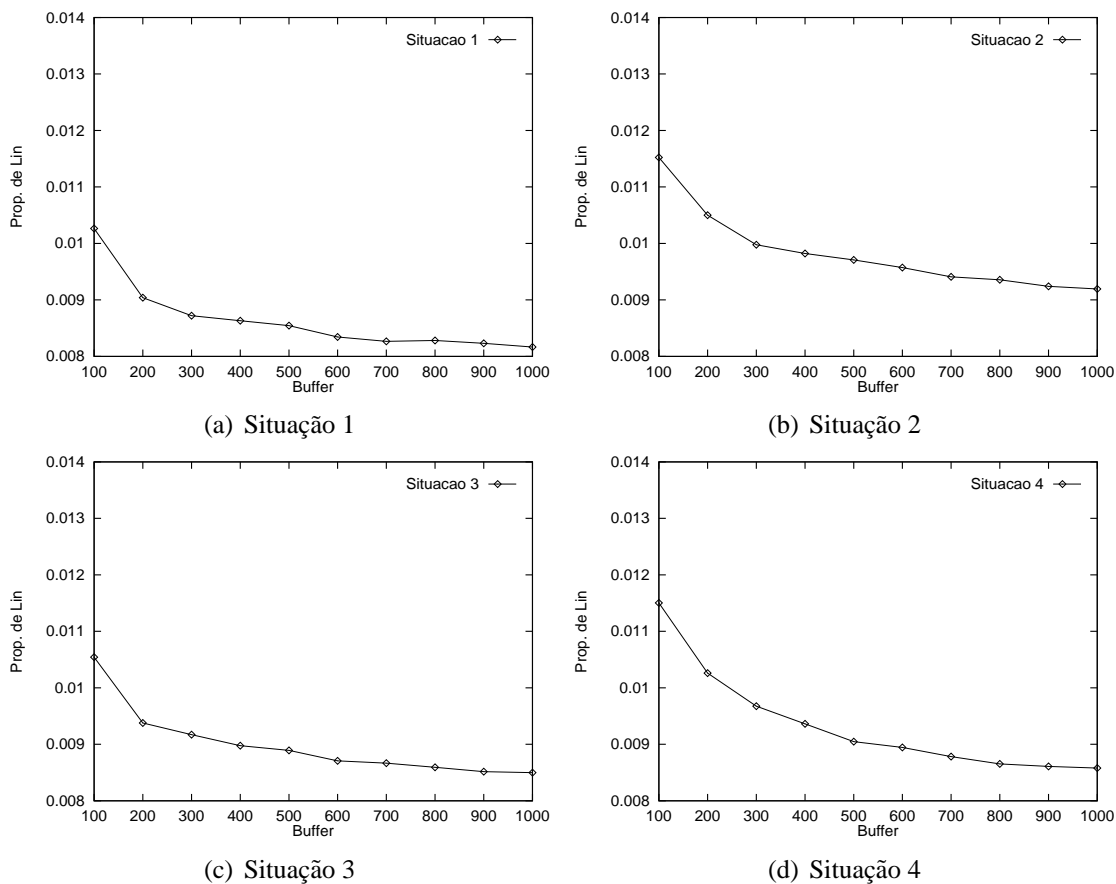 0.014
0.013
0.012
0.011
0.01
0.009
0.008
Prop. de Lin
Situacao 1
100 200 300 400 500 600 700 800 900 1000
Buffer
(a) Situação 1
0.014
0.013
0.012
0.011
0.01
0.009
0.008
Prop. de Lin
Situacao 2
100 200 300 400 500 600 700 800 900 1000
Buffer
(b) Situação 2
0.014
0.013
0.012
0.011
0.01
0.009
0.008
Prop. de Lin
Situacao 3
100 200 300 400 500 600 700 800 900 1000
Buffer
(c) Situação 3
0.014
0.013
0.012
0.011
0.01
0.009
0.008
Prop. de Lin
Situacao 4
100 200 300 400 500 600 700 800 900 1000
Buffer
(d) Situação 4